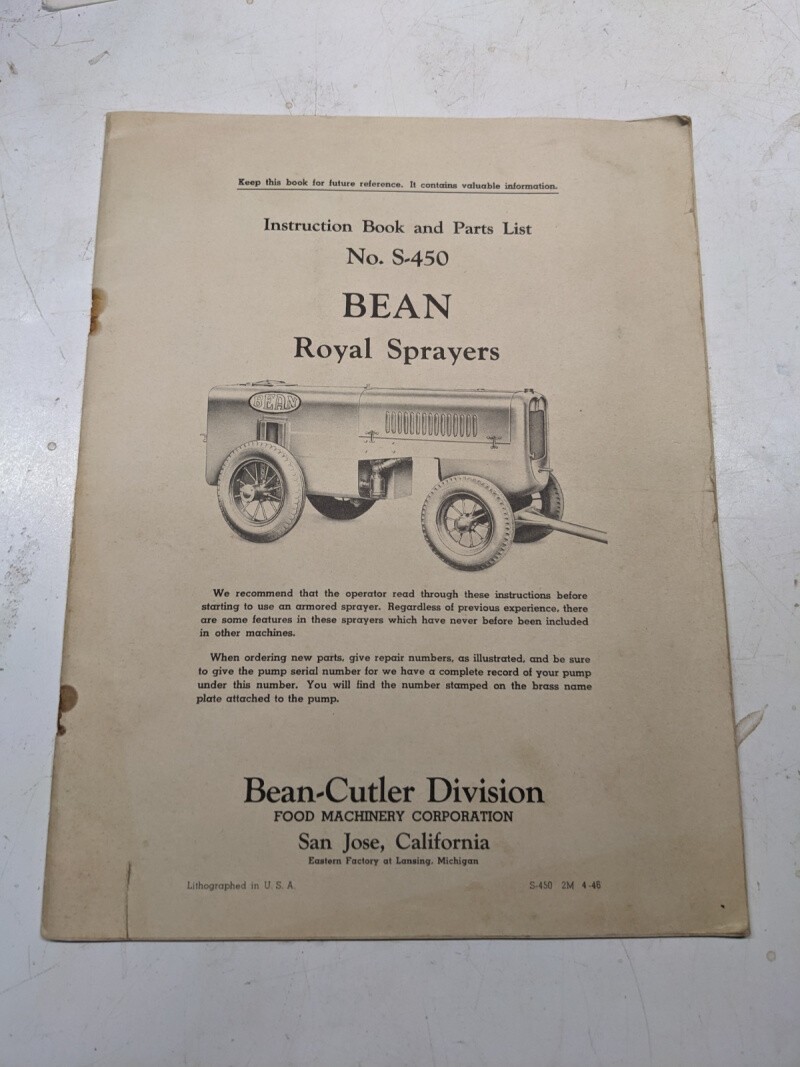 Keep this book for future reference. It contains valuable information.
Instruction Book and Parts List
No. S-450
BEAN
Royal Sprayers
BEAN
We recommend that the operator read through these instructions before
starting to use an armored sprayer. Regardless of previous experience, there
are some features in these sprayers which have never before been included
in other machines.
When ordering new parts, give repair numbers, as illustrated, and be sure
to give the pump serial number for we have a complete record of your pump
under this number. You will find the number stamped on the brass name
plate attached to the pump.
Bean-Cutler Division
FOOD MACHINERY CORPORATION
San Jose, California
Eastern Factory at Lansing, Michigan
Lithographed in U. S. A.
S-450 2M 4-46